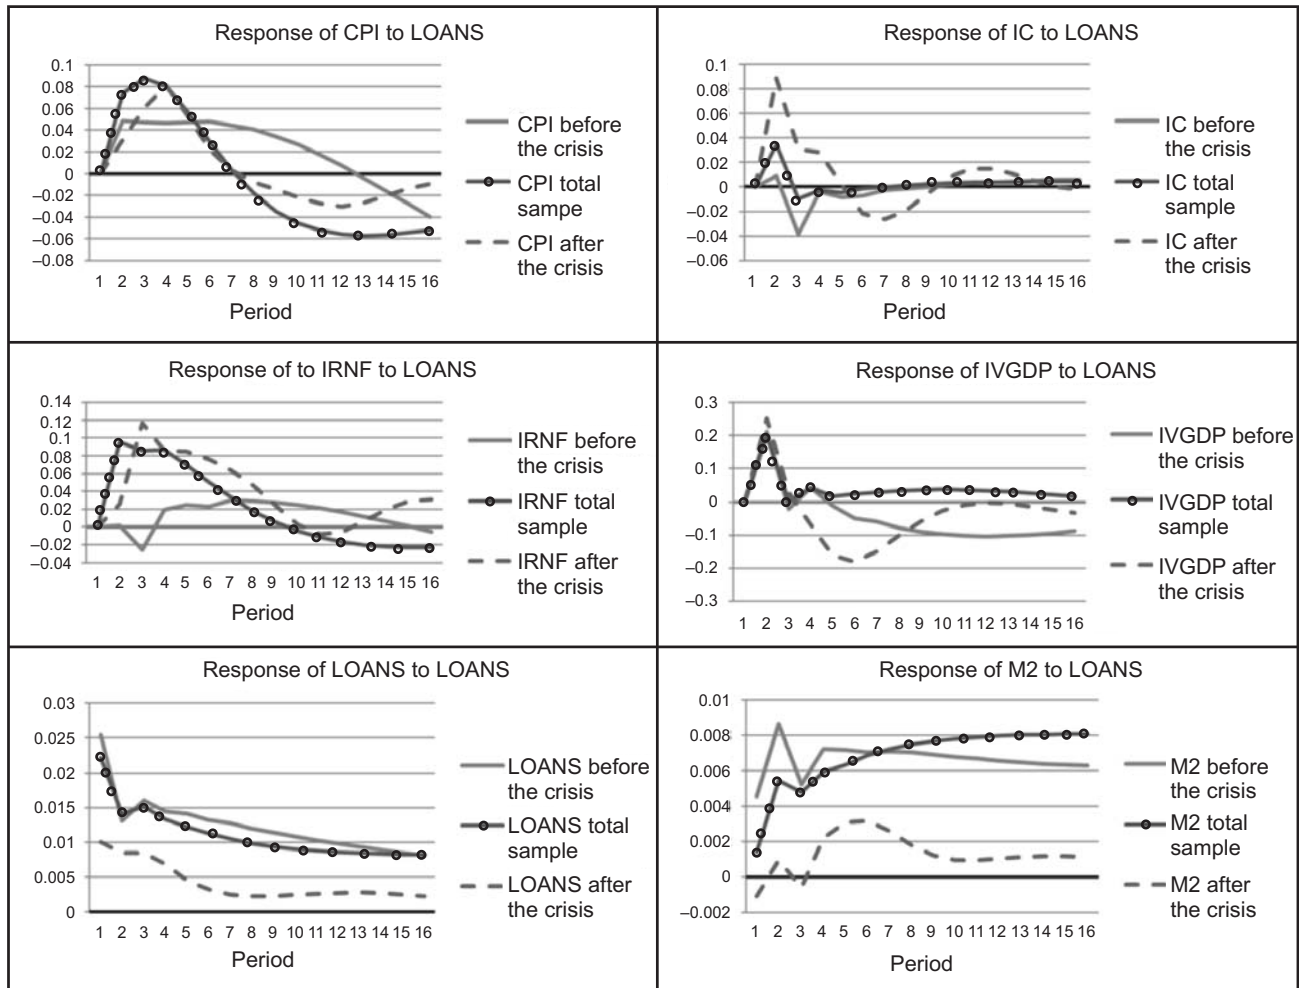 Response of CPI to LOANS
0.1
0.08
0.06
0.04
0.02
0
–0.02
–0.04
–0.06
–0.08
1 2 3 4 5 6 7 8 9 10 11 12 13 14 15 16
Period
CPI before
the crisis
CPI total
sampe
CPI after
the crisis
Response of IC to LOANS
0.1
0.08
0.06
0.04
0.02
0
–0.02
–0.04
–0.06
1 2 3 4 5 6 7 8 9 10 11 12 13 14 15 16
Period
IC before
the crisis
IC total
sample
IC after
the crisis
Response of to IRNF to LOANS
0.14
0.12
0.1
0.08
0.06
0.04
0.02
0
–0.02
–0.04
1 2 3 4 5 6 7 8 9 10 11 12 13 14 15 16
Period
IRNF before
the crisis
IRNF total
sample
IRNF after
the crisis
Response of IVGDP to LOANS
0.3
0.2
0.1
0
–0.1
–0.2
–0.3
1 2 3 4 5 6 7 8 9 10 11 12 13 14 15 16
IVGDP before
the crisis
IVGDP total
sample
IVGDP after
the crisis
Response of LOANS to LOANS
0.03
0.025
0.02
0.015
0.01
0.005
0
1 2 3 4 5 6 7 8 9 10 11 12 13 14 15 16
Period
LOANS before
the crisis
LOANS total
sample
LOANS after
the crisis
Response of M2 to LOANS
0.01
0.008
0.006
0.004
0.002
0
–0.002
1 2 3 4 5 6 7 8 9 10 11 12 13 14 15 16
Period
M2 before
the crisis
M2 total
sample
M2 after
the crisis